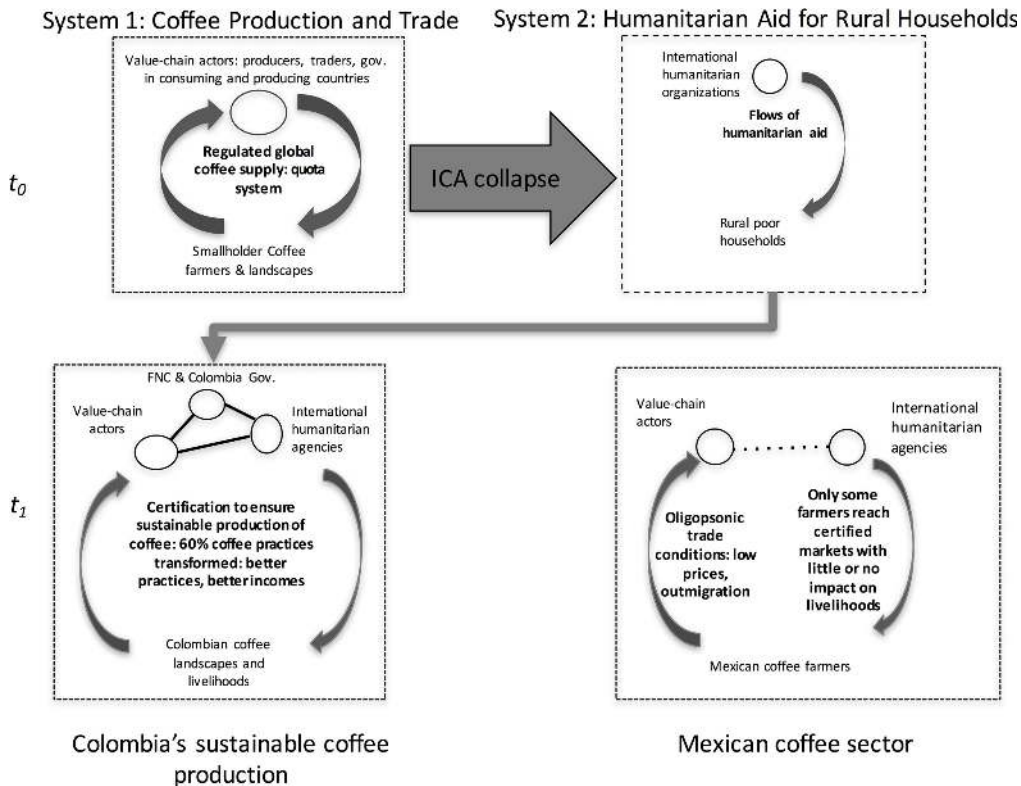 System 1: Coffee Production and Trade
Value-chain actors: producers, traders, gov.
in consuming and producing countries
Regulated global
coffee supply: quota
system
Smallholder Coffee
farmers & landscapes
t0
ICA collapse
System 2: Humanitarian Aid for Rural Households
International
humanitarian
organizations
Flows of
humanitarian aid
Rural poor
households
t1
FNC & Colombia Gov.
Value-chain
actors
International
humanitarian
agencies
Certification to ensure
sustainable production of
coffee: 60% coffee practices
transformed: better
practices, better incomes
Colombian coffee
landscapes and
livelihoods
Colombia’s sustainable coffee
production
Value-chain
actors
International
humanitarian
agencies
Oligopsonic
trade
conditions: low
prices,
outmigration
Only some
farmers reach
certified
markets with
little or no
impact on
livelihoods
Mexican coffee farmers
Mexican coffee sector